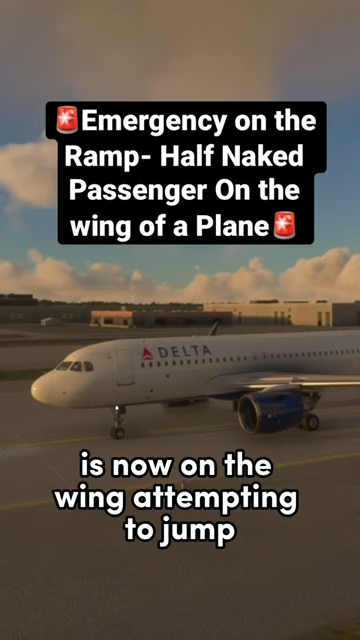 🚨Emergency on the
Ramp- Half Naked
Passenger On the
wing of a Plane🚨
DELTA
is now on the
wing attempting
to jump